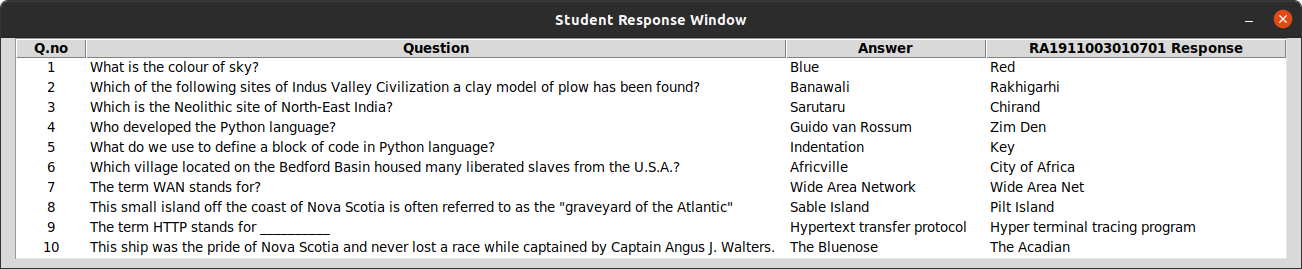 Student Response Window
Q.no Question Answer RA1911003010701 Response
1 What is the colour of sky? Blue Red
2 Which of the following sites of Indus Valley Civilization a clay model of plow has been found? Banawali Rakhigarhi
3 Which is the Neolithic site of North-East India? Sarutaru Chirand
4 Who developed the Python language? Guido van Rossum Zim Den
5 What do we use to define a block of code in Python language? Indentation Key
6 Which village located on the Bedford Basin housed many liberated slaves from the U.S.A.? Africville City of Africa
7 The term WAN stands for? Wide Area Network Wide Area Net
8 This small island off the coast of Nova Scotia is often referred to as the "graveyard of the Atlantic" Sable Island Pilt Island
9 The term HTTP stands for __________ Hypertext transfer protocol Hyper terminal tracing program
10 This ship was the pride of Nova Scotia and never lost a race while captained by Captain Angus J. Walters. The Bluenose The Acadian